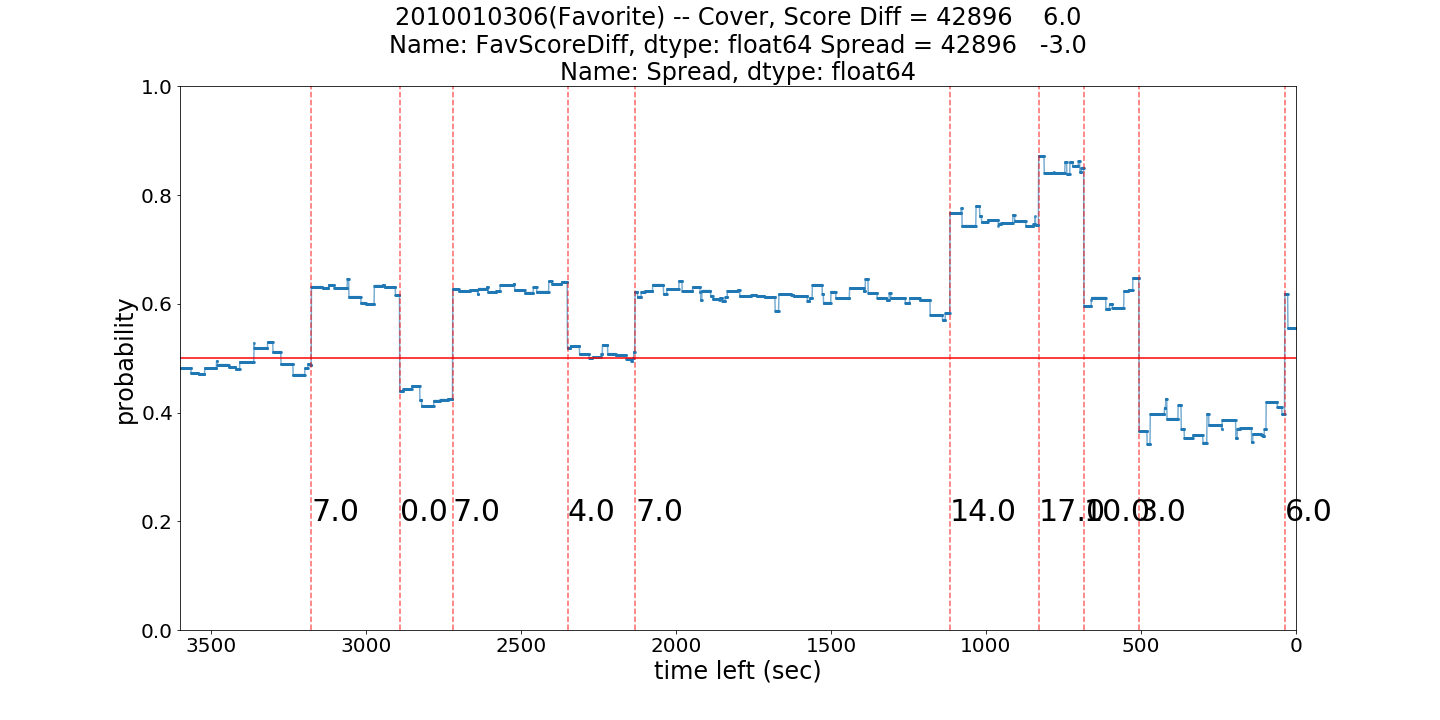 2010010306(Favorite) -- Cover, Score Diff = 42896    6.0
Name: FavScoreDiff, dtype: float64 Spread = 42896   -3.0
Name: Spread, dtype: float64
1.0
0.8
0.6
0.4
0.2
0.0
probability
7.0
0.0
7.0
4.0
7.0
14.0
17.0
10.0
3.0
6.0
3500 3000 2500 2000 1500 1000 500 0
time left (sec)